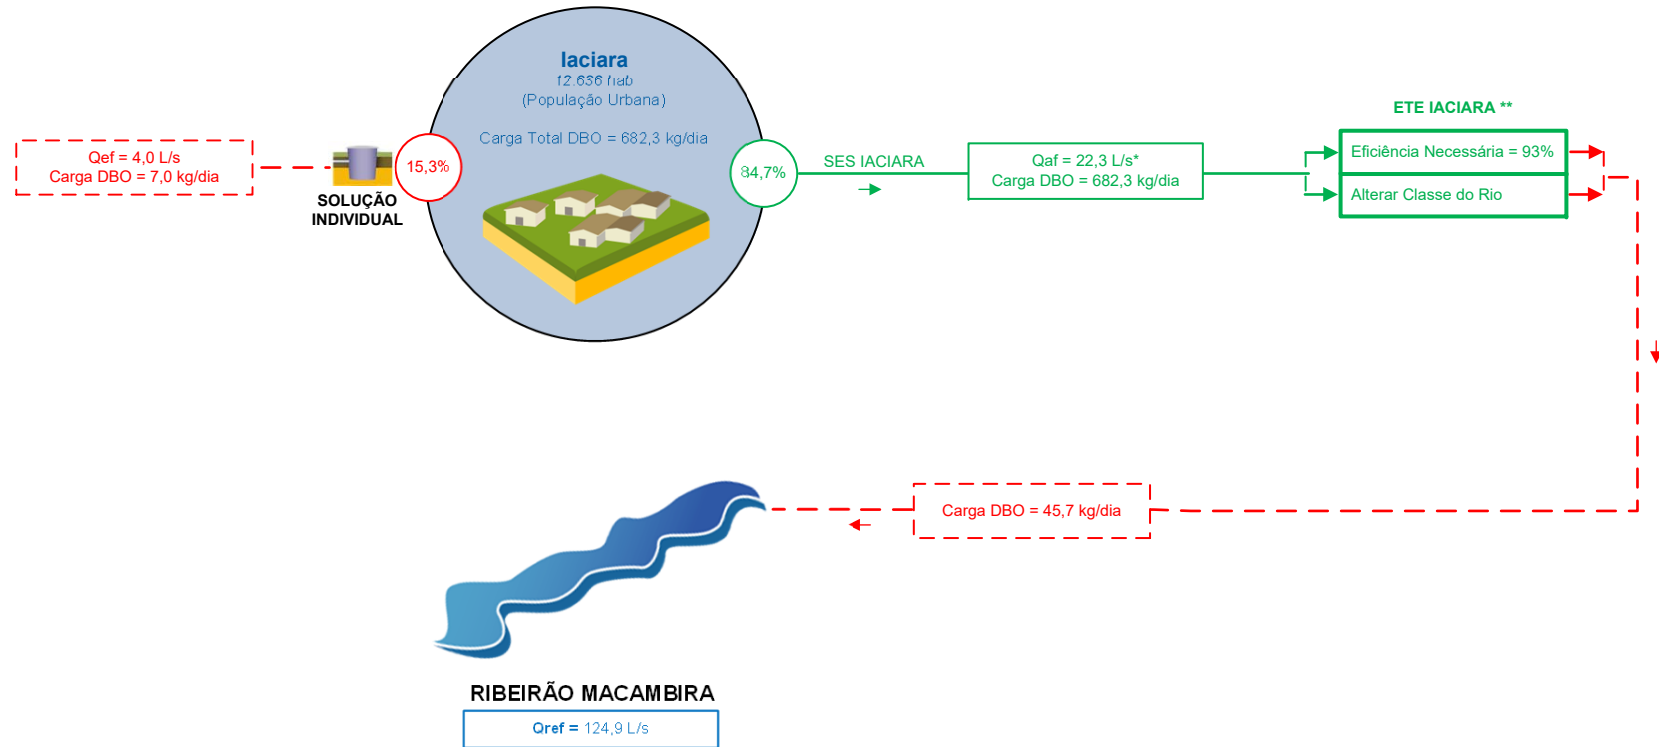 Iaciara
12.636 hab
(População Urbana)
Carga Total DBO = 682,3 kg/dia
Qef = 4,0 L/s
Carga DBO = 7,0 kg/dia
SOLUÇÃO
INDIVIDUAL
15,3%
84,7%
SES IACIARA
Qaf = 22,3 L/s*
Carga DBO = 682,3 kg/dia
ETE IACIARA **
Eficiência Necessária = 93%
Alterar Classe do Rio
Carga DBO = 45,7 kg/dia
RIBEIRÃO MACAMBIRA
Qref = 124,9 L/s